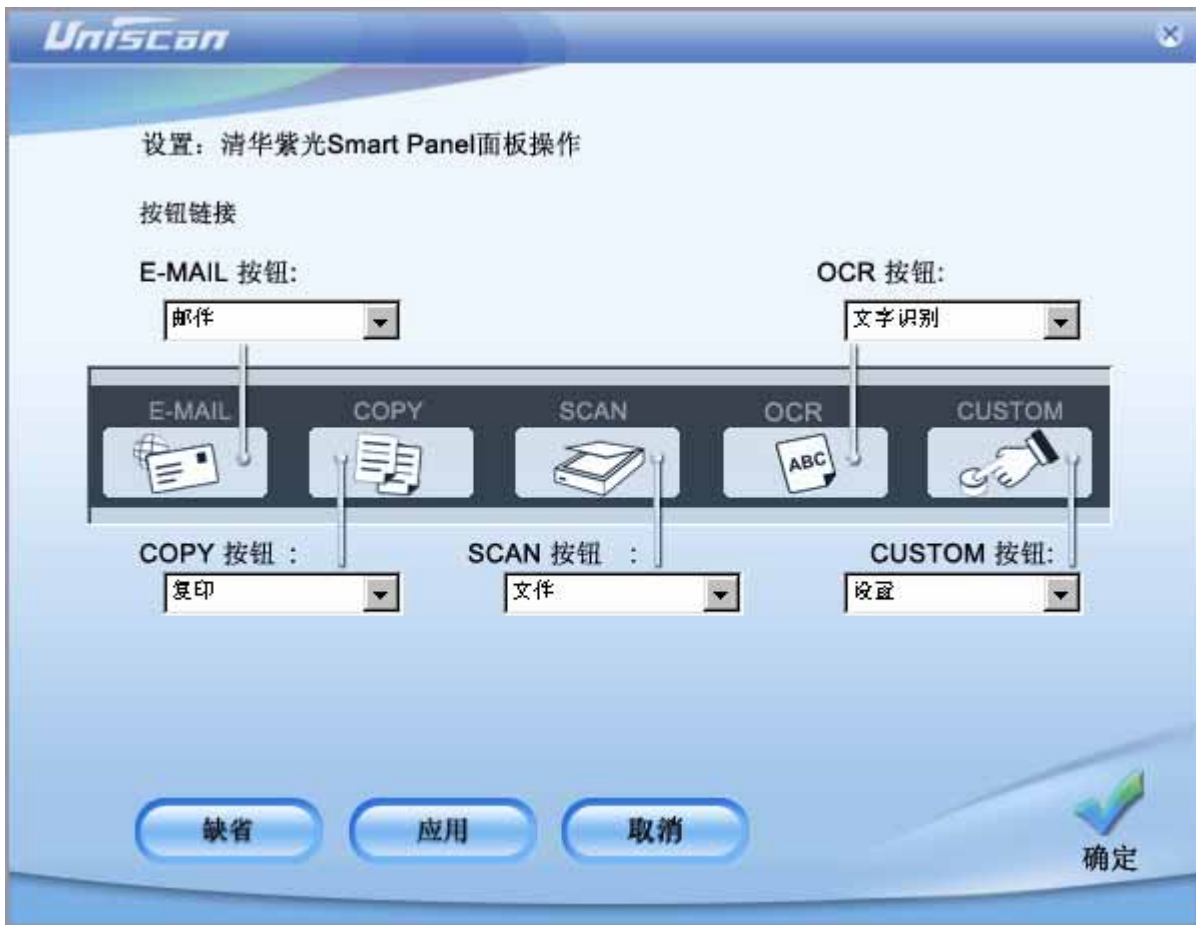 Uniscan
设置：清华紫光Smart Panel面板操作
按钮链接
E-MAIL 按钮: OCR 按钮:
邮件 文字识别
E-MAIL COPY SCAN OCR CUSTOM
ABC
COPY 按钮 : SCAN 按钮 : CUSTOM 按钮:
复印 文件 设置
缺省 应用 取消
确定